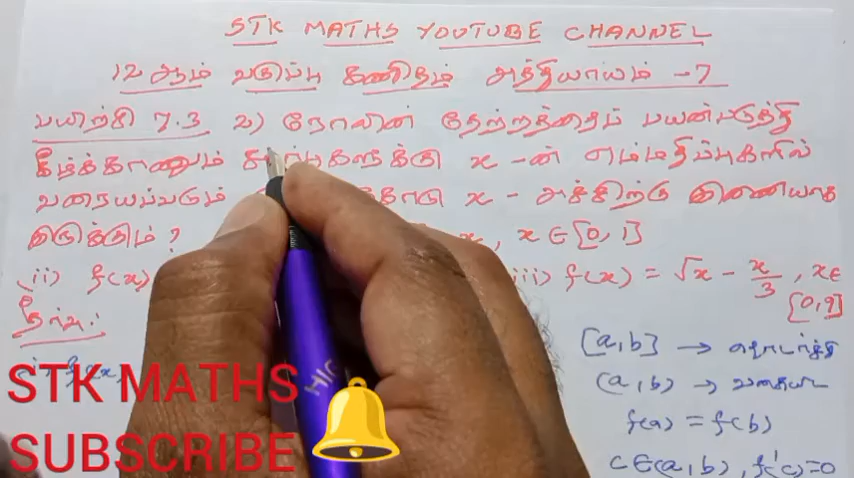 STK MATHS YOUTUBE CHANNEL
12 ஆம் வகுப்பு கணிதம் அத்தியாயம் -7
பயிற்சி 7.3 2) ரோலின் தேற்றத்தைப் பயன்படுத்தி
கீழ்க்காணும் சார்புகளுக்கு x -ன் எம்மதிப்புகளில்
வரையப்படும் x - அச்சிற்கு இணையாக
இருக்கும்? x, x ∈ [0, 1]
(ii) f(x) iii) f(x) = √x - x/3, x ∈ [0,9]
தீர்வு:
[a,b] → தொடர்ச்சி
(a,b) → வகையிட
f(a) = f(b)
c∈(a,b), f'(c)=0
i) f(x)
STK MATHS
SUBSCRIBE